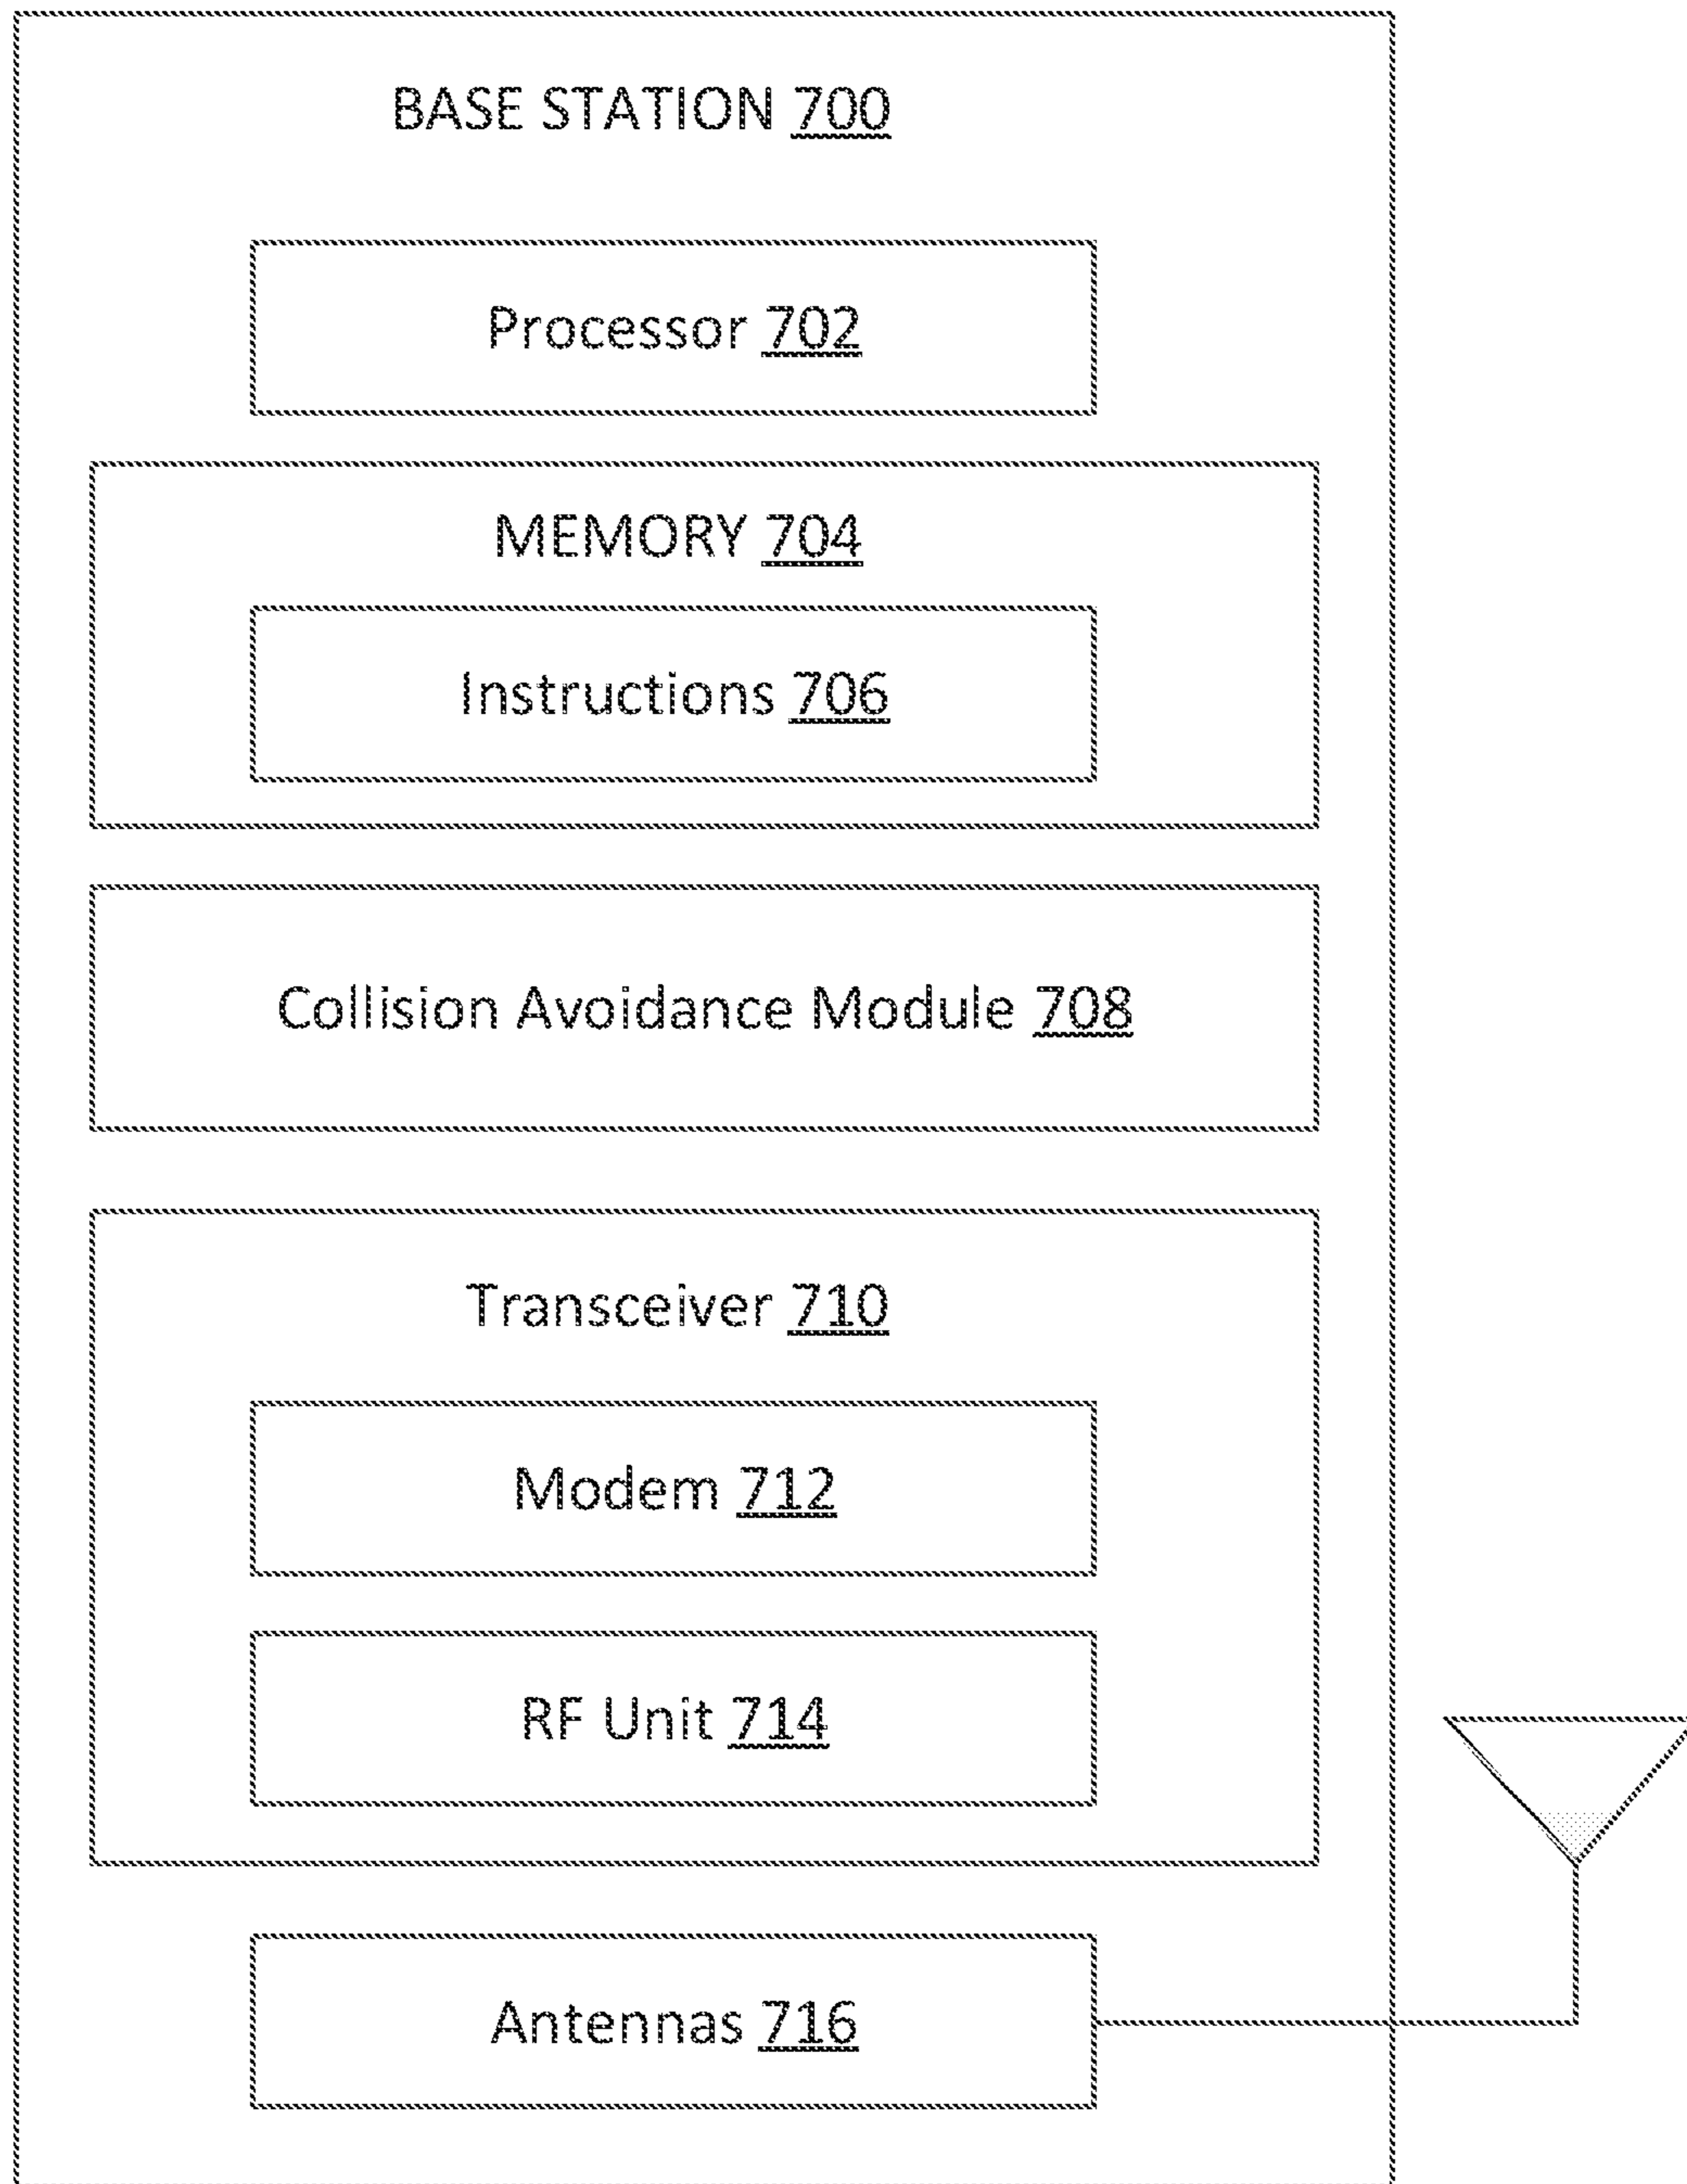 BASE STATION 700
Processor 702
MEMORY 704
Instructions 706
Collision Avoidance Module 708
Transceiver 710
Modem 712
RF Unit 714
Antennas 716